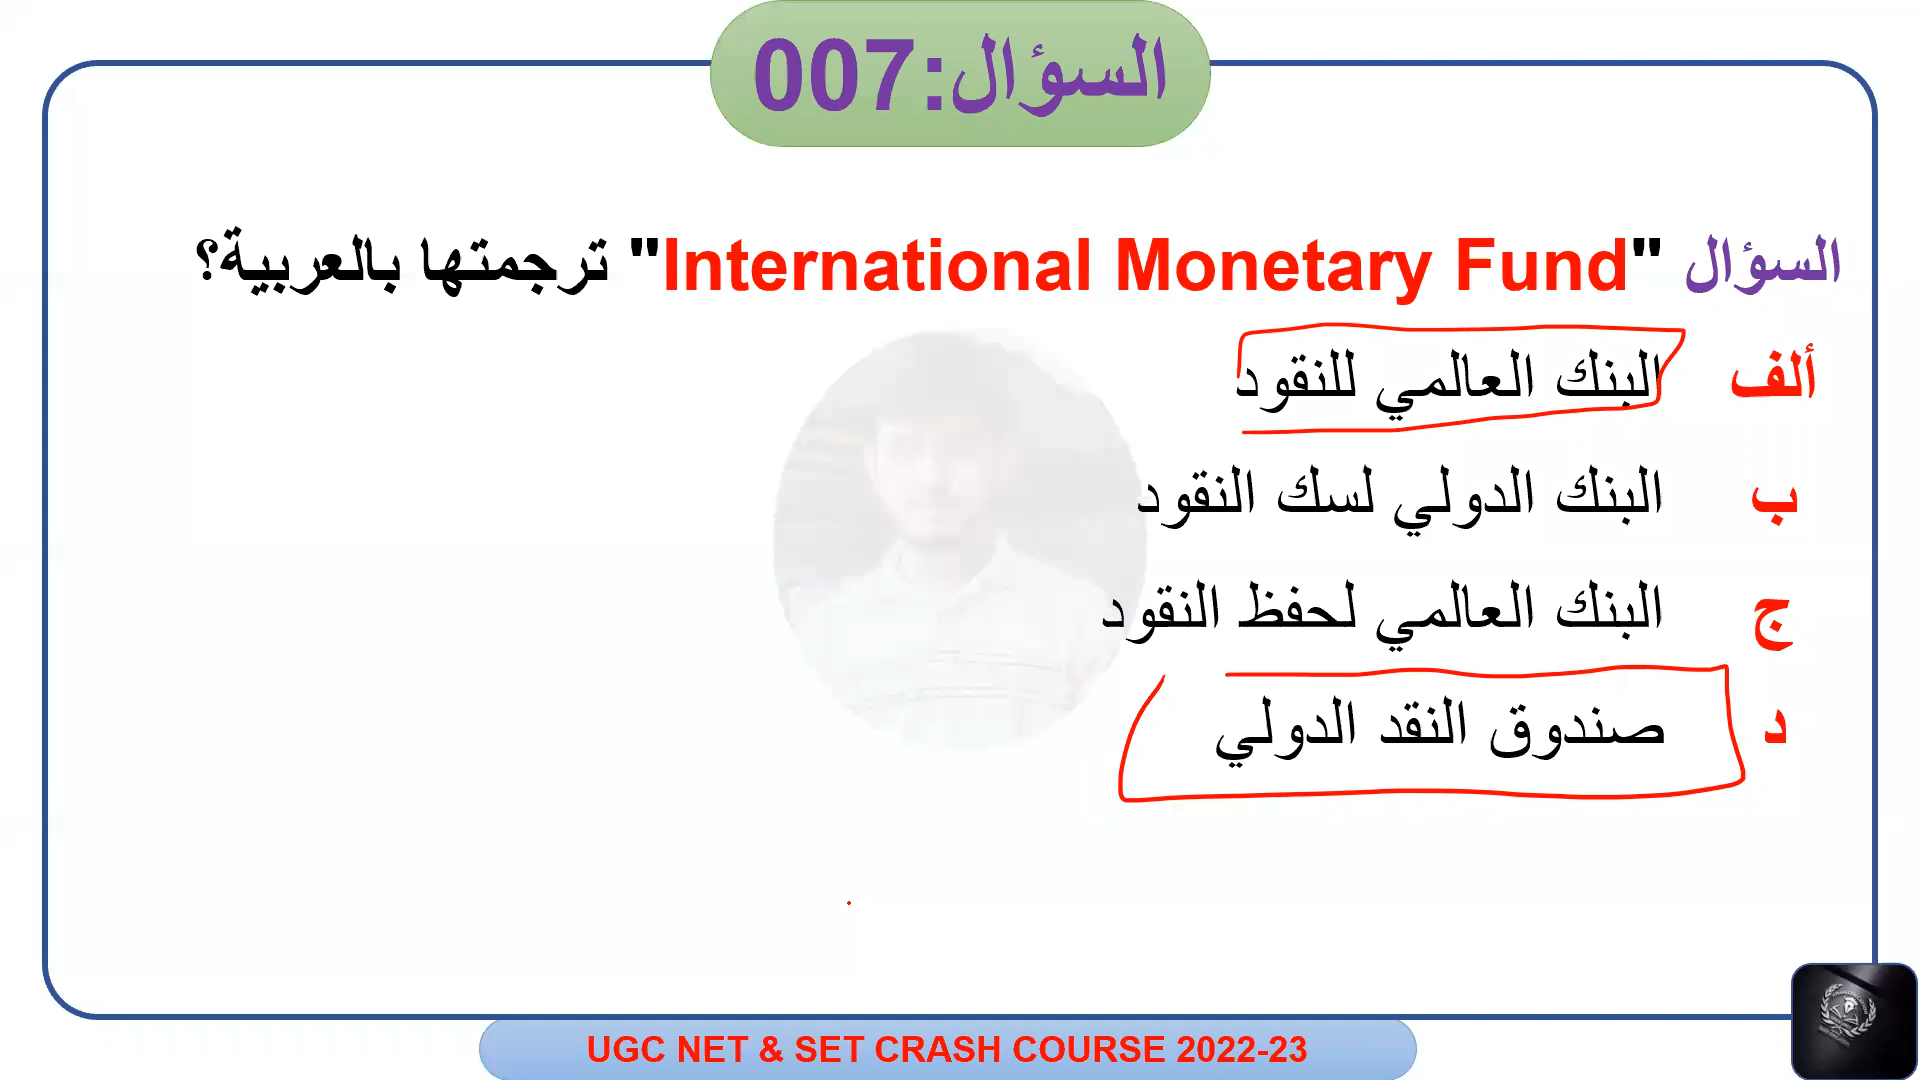 السؤال:007
السؤال "International Monetary Fund" ترجمتها بالعربية؟
ألف البنك العالمي للنقود
ب البنك الدولي لسك النقود
ج البنك العالمي لحفظ النقود
د صندوق النقد الدولي
UGC NET & SET CRASH COURSE 2022-23